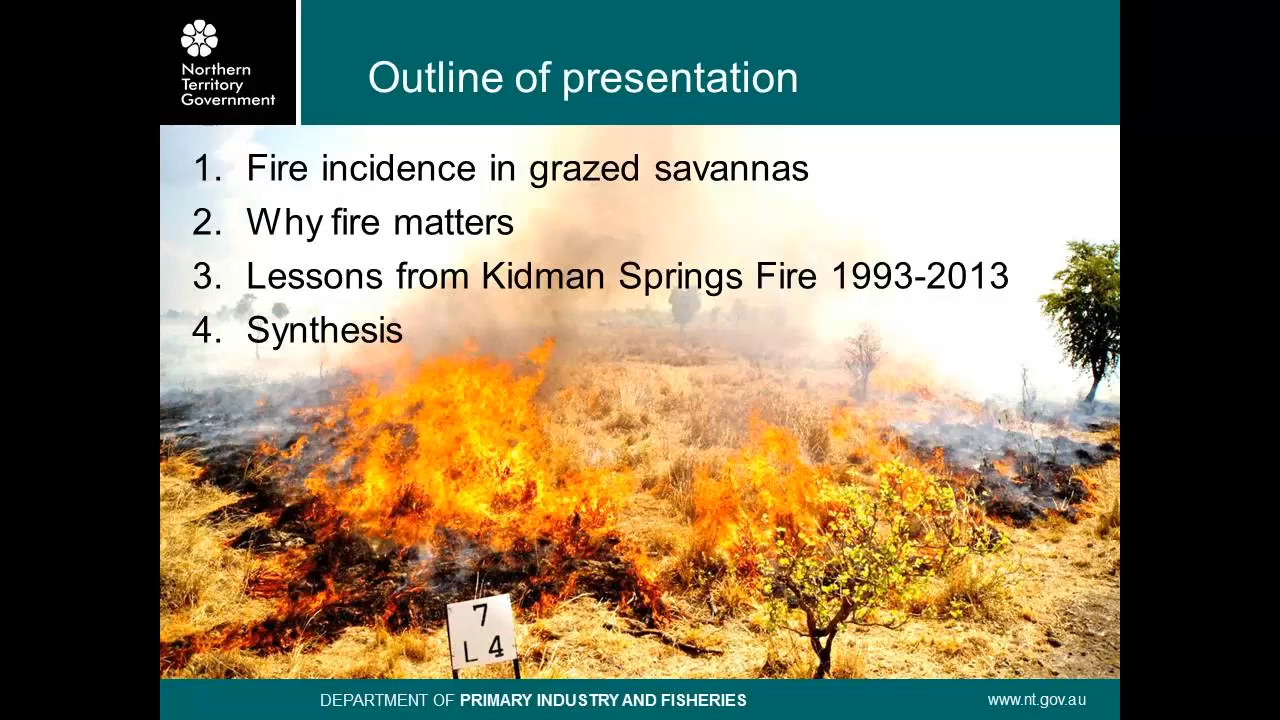 Northern
Territory
Government
Outline of presentation
1. Fire incidence in grazed savannas
2. Why fire matters
3. Lessons from Kidman Springs Fire 1993-2013
4. Synthesis
7
L 4
DEPARTMENT OF PRIMARY INDUSTRY AND FISHERIES
www.nt.gov.au